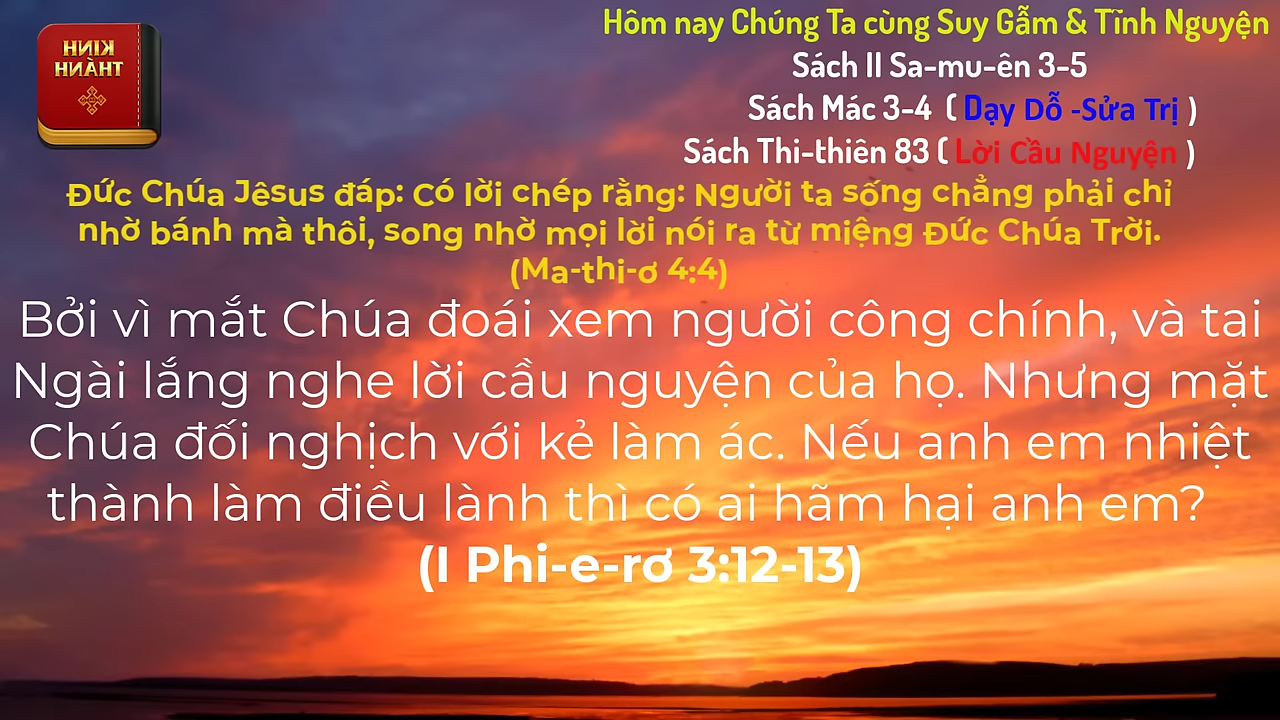 KINH
THÁNH
Hôm nay Chúng Ta cùng Suy Gẫm & Tĩnh Nguyện
Sách II Sa-mu-ên 3-5
Sách Mác 3-4 ( Dạy Dỗ -Sửa Trị )
Sách Thi-thiên 83 ( Lời Cầu Nguyện )
Đức Chúa Jêsus đáp: Có lời chép rằng: Người ta sống chẳng phải chỉ
nhờ bánh mà thôi, song nhờ mọi lời nói ra từ miệng Đức Chúa Trời.
(Ma-thi-ơ 4:4)
Bởi vì mắt Chúa đoái xem người công chính, và tai
Ngài lắng nghe lời cầu nguyện của họ. Nhưng mặt
Chúa đối nghịch với kẻ làm ác. Nếu anh em nhiệt
thành làm điều lành thì có ai hãm hại anh em?
(I Phi-e-rơ 3:12-13)